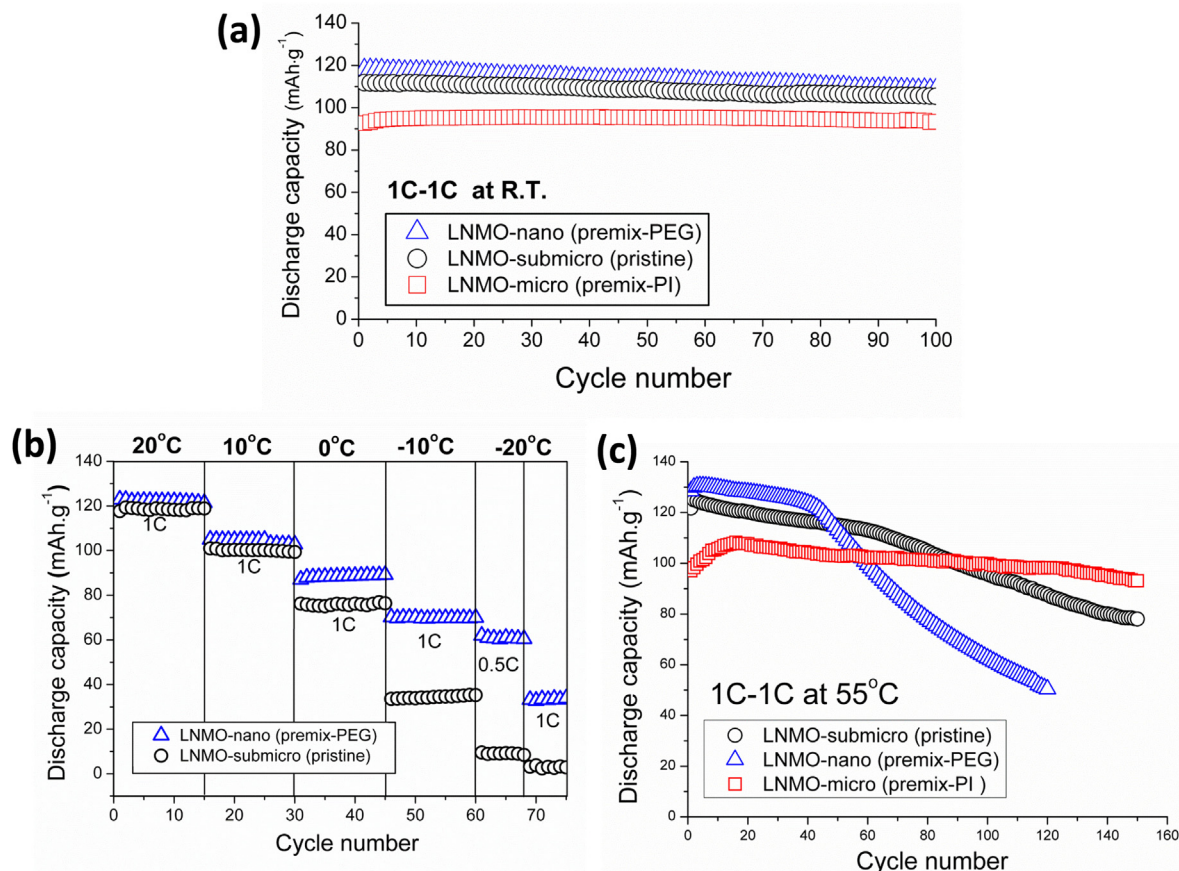 (a)
140
120
100
80
60
40
20
0
Discharge capacity (mAh·g-1)
1C-1C at R.T.
LNMO-nano (premix-PEG)
LNMO-submicro (pristine)
LNMO-micro (premix-PI)
0 10 20 30 40 50 60 70 80 90 100
Cycle number
(b)
20°C 10°C 0°C -10°C -20°C
140
120
100
80
60
40
20
0
Discharge capacity (mAh.g-1)
1C
1C
1C
1C
0.5C
1C
LNMO-nano (premix-PEG)
LNMO-submicro (pristine)
0 10 20 30 40 50 60 70
Cycle number
(c)
140
120
100
80
60
40
20
0
Discharge capacity (mAh.g-1)
1C-1C at 55°C
LNMO-submicro (pristine)
LNMO-nano (premix-PEG)
LNMO-micro (premix-PI )
0 20 40 60 80 100 120 140 160
Cycle number